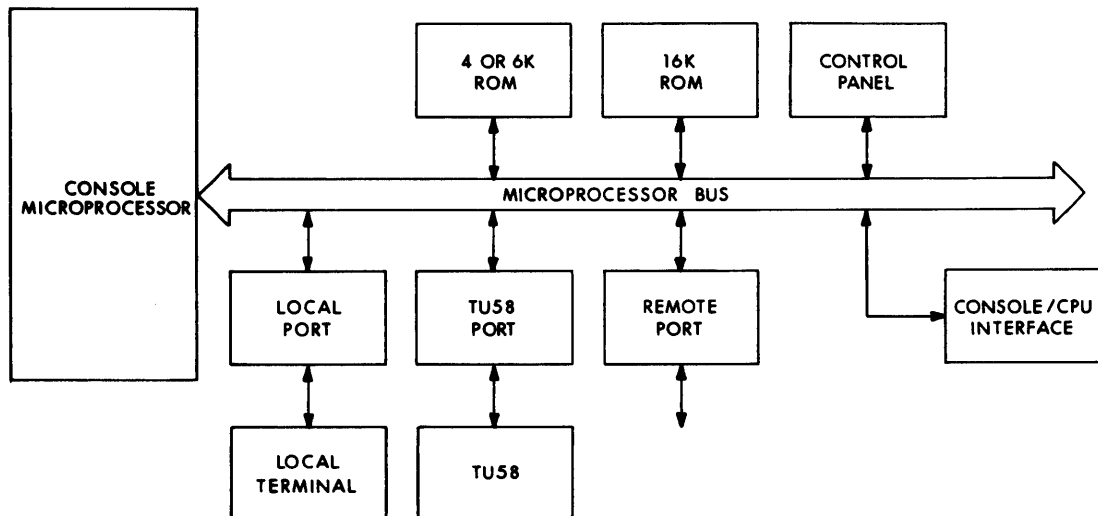 4 OR 6K
ROM
16K
ROM
CONTROL
PANEL
CONSOLE
MICROPROCESSOR
MICROPROCESSOR BUS
LOCAL
PORT
TU58
PORT
REMOTE
PORT
CONSOLE/CPU
INTERFACE
LOCAL
TERMINAL
TU58